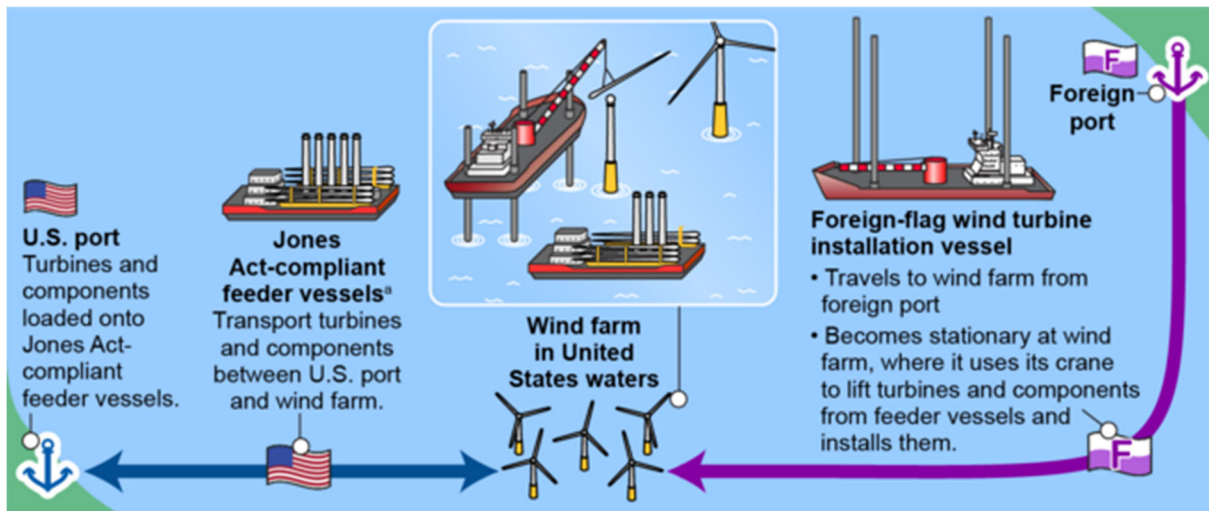 U.S. port
Turbines and
components
loaded onto
Jones Act-
compliant
feeder vessels.
Jones
Act-compliant
feeder vesselsᵃ
Transport turbines
and components
between U.S. port
and wind farm.
Wind farm
in United
States waters
Foreign-flag wind turbine
installation vessel
• Travels to wind farm from
foreign port
• Becomes stationary at wind
farm, where it uses its crane
to lift turbines and components
from feeder vessels and
installs them.
F
Foreign
port
F